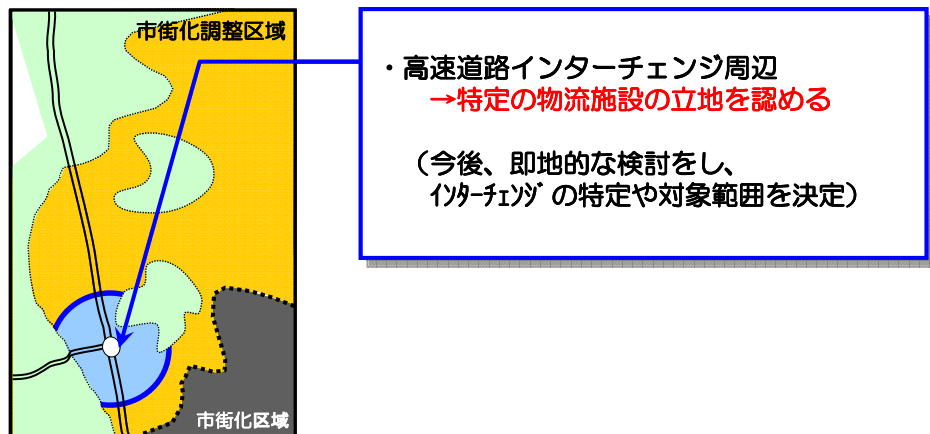 市街化調整区域
・高速道路インターチェンジ周辺
→特定の物流施設の立地を認める
（今後、即地的な検討をし、
ｲﾝﾀｰﾁｪﾝｼﾞの特定や対象範囲を決定）
市街化区域